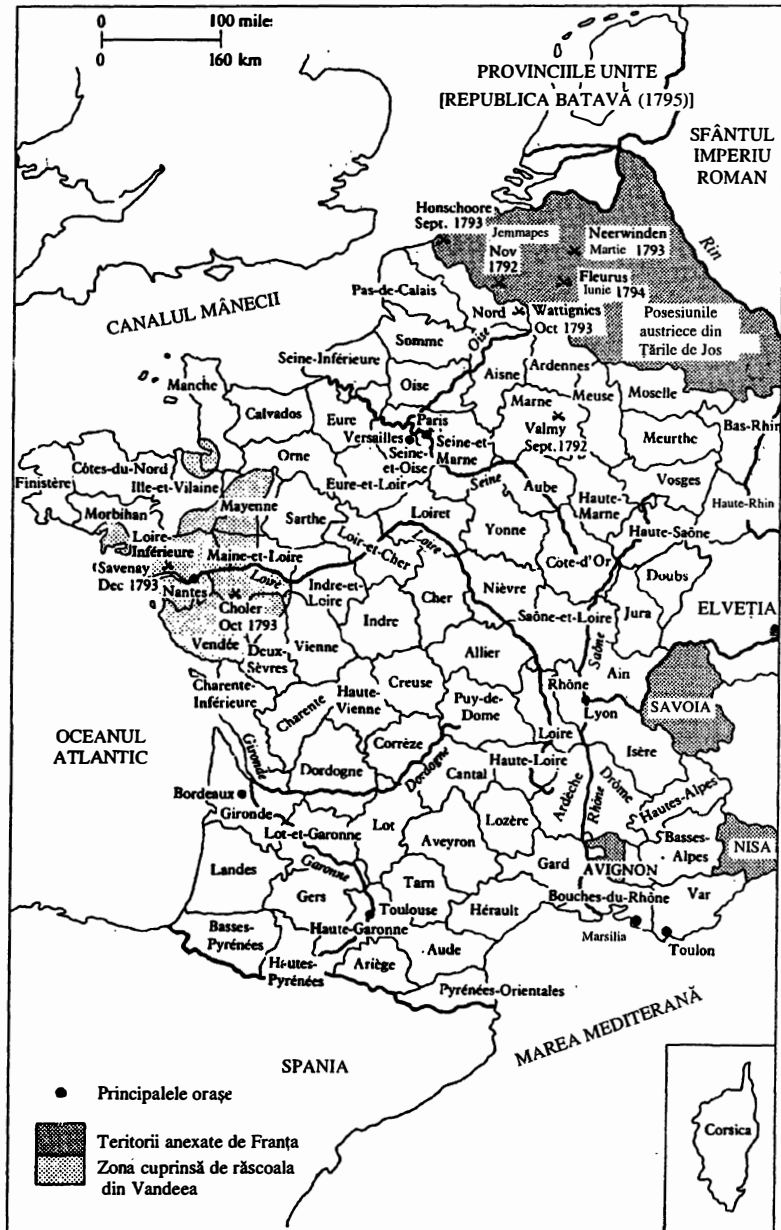 0 100 mile:
0 160 km
PROVINCIILE UNITE
[REPUBLICA BATAVĂ (1795)]
SFÂNTUL
IMPERIU
ROMAN
Honschoore
Sept. 1793
Jemmapes
Nov
1792
Neerwinden
Martie 1793
Rin
Fleurus
Iunie 1794
Pas-de-Calais
Nord
Wattignies
Oct 1793
Posesiunile
austriece din
Țările de Jos
CANALUL MÂNECII
Somme
Oise
Seine-Inférieure
Oise
Aisne
Ardennes
Manche
Calvados
Eure
Paris
Marne
Meuse
Moselle
Versailles
Valmy
Sept.1792
Bas-Rhin
Seine-et-
Marne
Seine-
et-Oise
Meurthe
Orne
Côtes-du-Nord
Finistère
Ille-et-Vilaine
Eure-et-Loir
Seine
Aube
Vosges
Haute-
Marne
Haute-Rhin
Mayenne
Morbihan
Sarthe
Loiret
Yonne
Haute-Saône
Loire-
Inférieure
Maine-et-Loire
Loir-et-Cher
Loire
Côte-d'Or
Savenay
Dec 1793
Loire
Nantes
Indre-et-
Loire
Cher
Nièvre
Doubs
Choler
Oct 1793
Indre
Saône-et-Loire
Jura
ELVEȚIA
Vendée
Deux-
Sèvres
Vienne
Allier
Saône
Ain
Charente-
Inférieure
Charente
Haute-
Vienne
Creuse
Puy-de-
Dome
Rhône
Lyon
SAVOIA
OCEANUL
ATLANTIC
Gironde
Corrèze
Loire
Isère
Dordogne
Dordogne
Cantal
Haute-Loire
Ardèche
Rhône
Drôme
Hautes-Alpes
Bordeaux
Gironde
Lot-et-Garonne
Lot
Aveyron
Lozère
Basses-
Alpes
NISA
Landes
Garonne
Gard
AVIGNON
Gers
Tarn
Toulouse
Hérault
Bouches-du-Rhône
Var
Basses-
Pyrénées
Haute-Garonne
Marsilia
Toulon
Hautes-
Pyrénées
Ariège
Aude
Pyrénées-Orientales
MAREA MEDITERANĂ
SPANIA
Corsica
Principalele orașe
Teritorii anexate de Franța
Zona cuprinsă de răscoala
din Vandeea